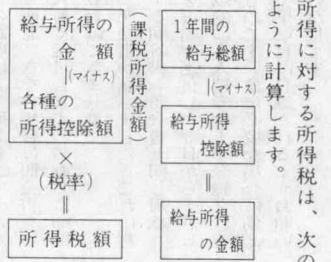 所得に対する所得税は、次の
ように計算します。
1年間の
給与総額
|(マイナス)
給与所得
控除額
‖
給与所得
の金額
(課税所得金額)
給与所得の
金額
|(マイナス)
各種の
所得控除額
×
(税率)
‖
所得税額